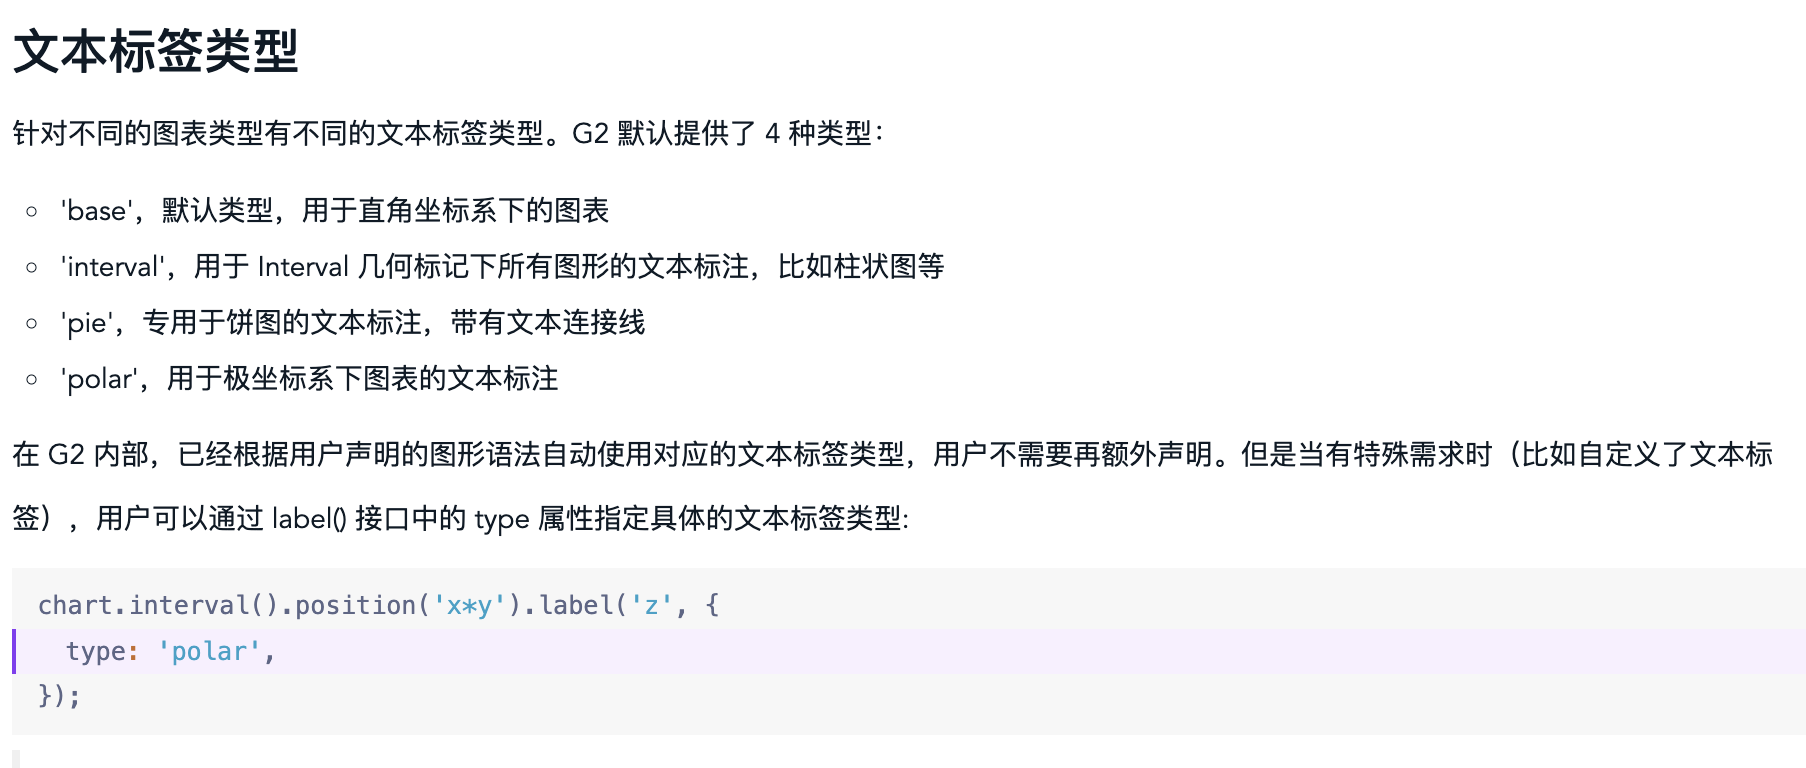 文本标签类型
针对不同的图表类型有不同的文本标签类型。G2 默认提供了 4 种类型：
'base'，默认类型，用于直角坐标系下的图表
'interval'，用于 Interval 几何标记下所有图形的文本标注，比如柱状图等
'pie'，专用于饼图的文本标注，带有文本连接线
'polar'，用于极坐标系下图表的文本标注
在 G2 内部，已经根据用户声明的图形语法自动使用对应的文本标签类型，用户不需要再额外声明。但是当有特殊需求时（比如自定义了文本标
签），用户可以通过 label() 接口中的 type 属性指定具体的文本标签类型:
chart.interval().position('x*y').label('z', {
  type: 'polar',
});